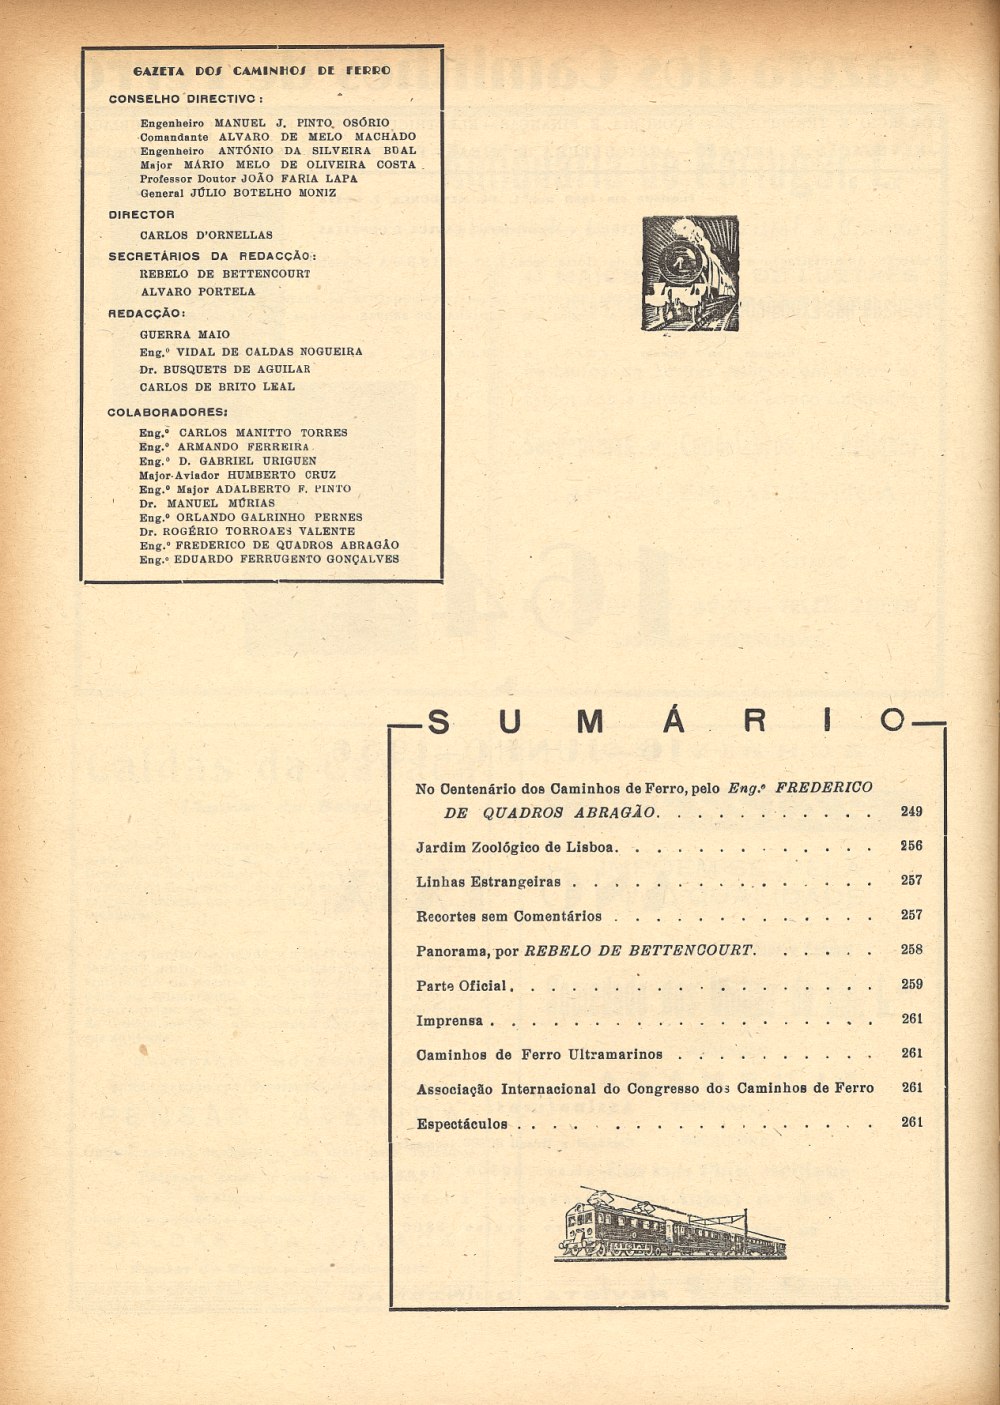 GAZETA DOS CAMINHOS DE FERRO
CONSELHO DIRECTIVO :
Engenheiro MANUEL J. PINTO OSÓRIO
Comandante ALVARO DE MELO MACHADO
Engenheiro ANTÓNIO DA SILVEIRA BUAL
Major MÁRIO MELO DE OLIVEIRA COSTA
Professor Doutor JOÃO FARIA LAPA
General JÚLIO BOTELHO MONIZ
DIRECTOR
CARLOS D'ORNELLAS
SECRETÁRIOS DA REDACÇÃO :
REBELO DE BETTENCOURT
ALVARO PORTELA
REDACÇÃO:
GUERRA MAIO
Eng.º VIDAL DE CALDAS NOGUEIRA
Dr. BUSQUETS DE AGUILAR
CARLOS DE BRITO LEAL
COLABORADORES:
Eng.º CARLOS MANITTO TORRES
Eng.º ARMANDO FERREIRA
Eng.º D. GABRIEL URIGUEN
Major-Aviador HUMBERTO CRUZ
Eng.º Major ADALBERTO F. PINTO
Dr. MANUEL MÚRIAS
Eng.º ORLANDO GALRINHO PERNES
Dr. ROGÉRIO TORROAES VALENTE
Eng.º FREDERICO DE QUADROS ABRAGÃO
Eng.º EDUARDO FERRUGENTO GONÇALVES
SUMÁRIO
No Centenário dos Caminhos de Ferro, pelo Eng.º FREDERICO
DE QUADROS ABRAGÃO. . . . . . . . . . . . 249
Jardim Zoológico de Lisboa. . . . . . . . . . . . . 256
Linhas Estrangeiras . . . . . . . . . . . . . . . 257
Recortes sem Comentários . . . . . . . . . . . . . 257
Panorama, por REBELO DE BETTENCOURT. . . . . . 258
Parte Oficial. . . . . . . . . . . . . . . . . . 259
Imprensa . . . . . . . . . . . . . . . . . . . 261
Caminhos de Ferro Ultramarinos . . . . . . . . . 261
Associação Internacional do Congresso dos Caminhos de Ferro 261
Espectáculos . . . . . . . . . . . . . . . . . 261